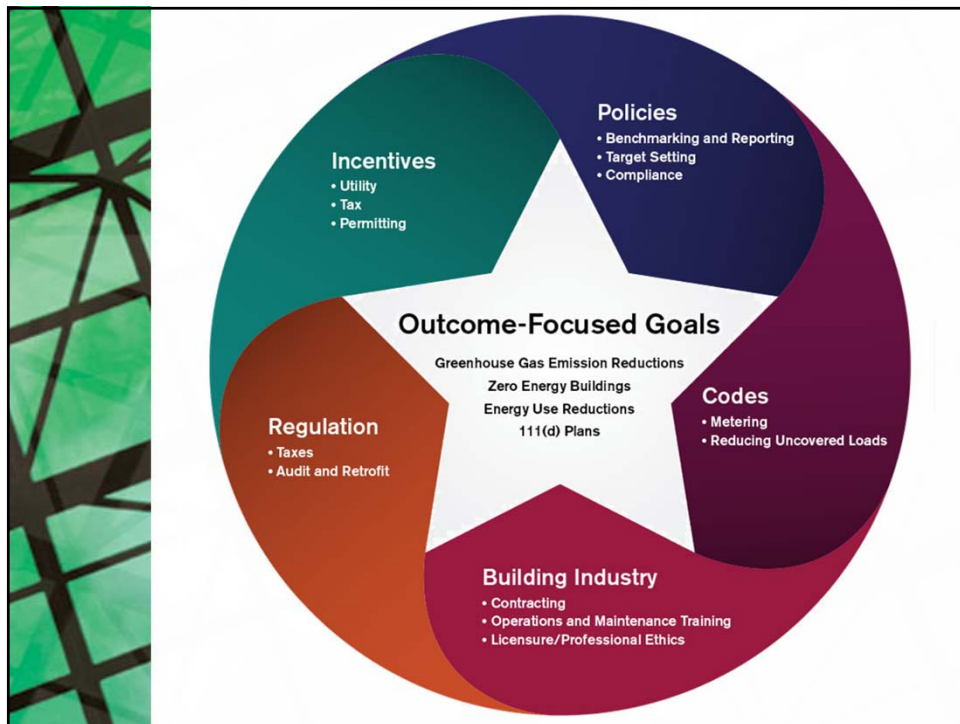 Policies
• Benchmarking and Reporting
• Target Setting
• Compliance
Incentives
• Utility
• Tax
• Permitting
Outcome-Focused Goals
Greenhouse Gas Emission Reductions
Zero Energy Buildings
Energy Use Reductions
111(d) Plans
Codes
• Metering
• Reducing Uncovered Loads
Regulation
• Taxes
• Audit and Retrofit
Building Industry
• Contracting
• Operations and Maintenance Training
• Licensure/Professional Ethics